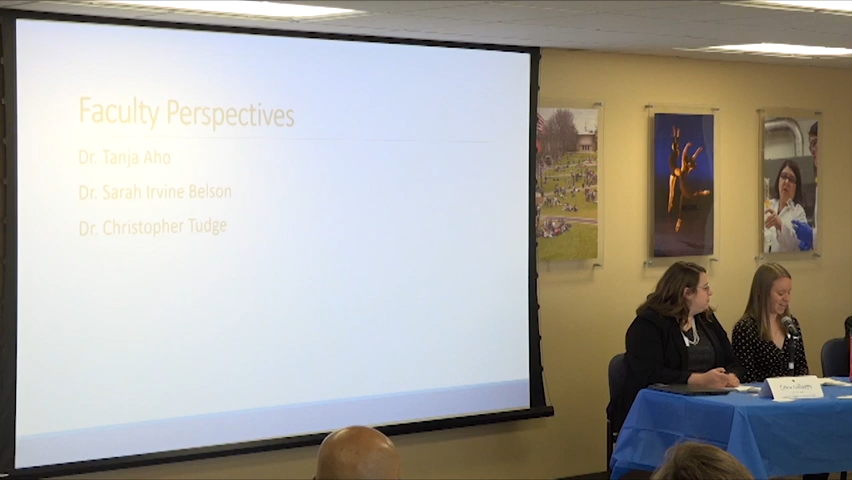 Faculty Perspectives
Dr. Tanja Aho
Dr. Sarah Irvine Belson
Dr. Christopher Tudge